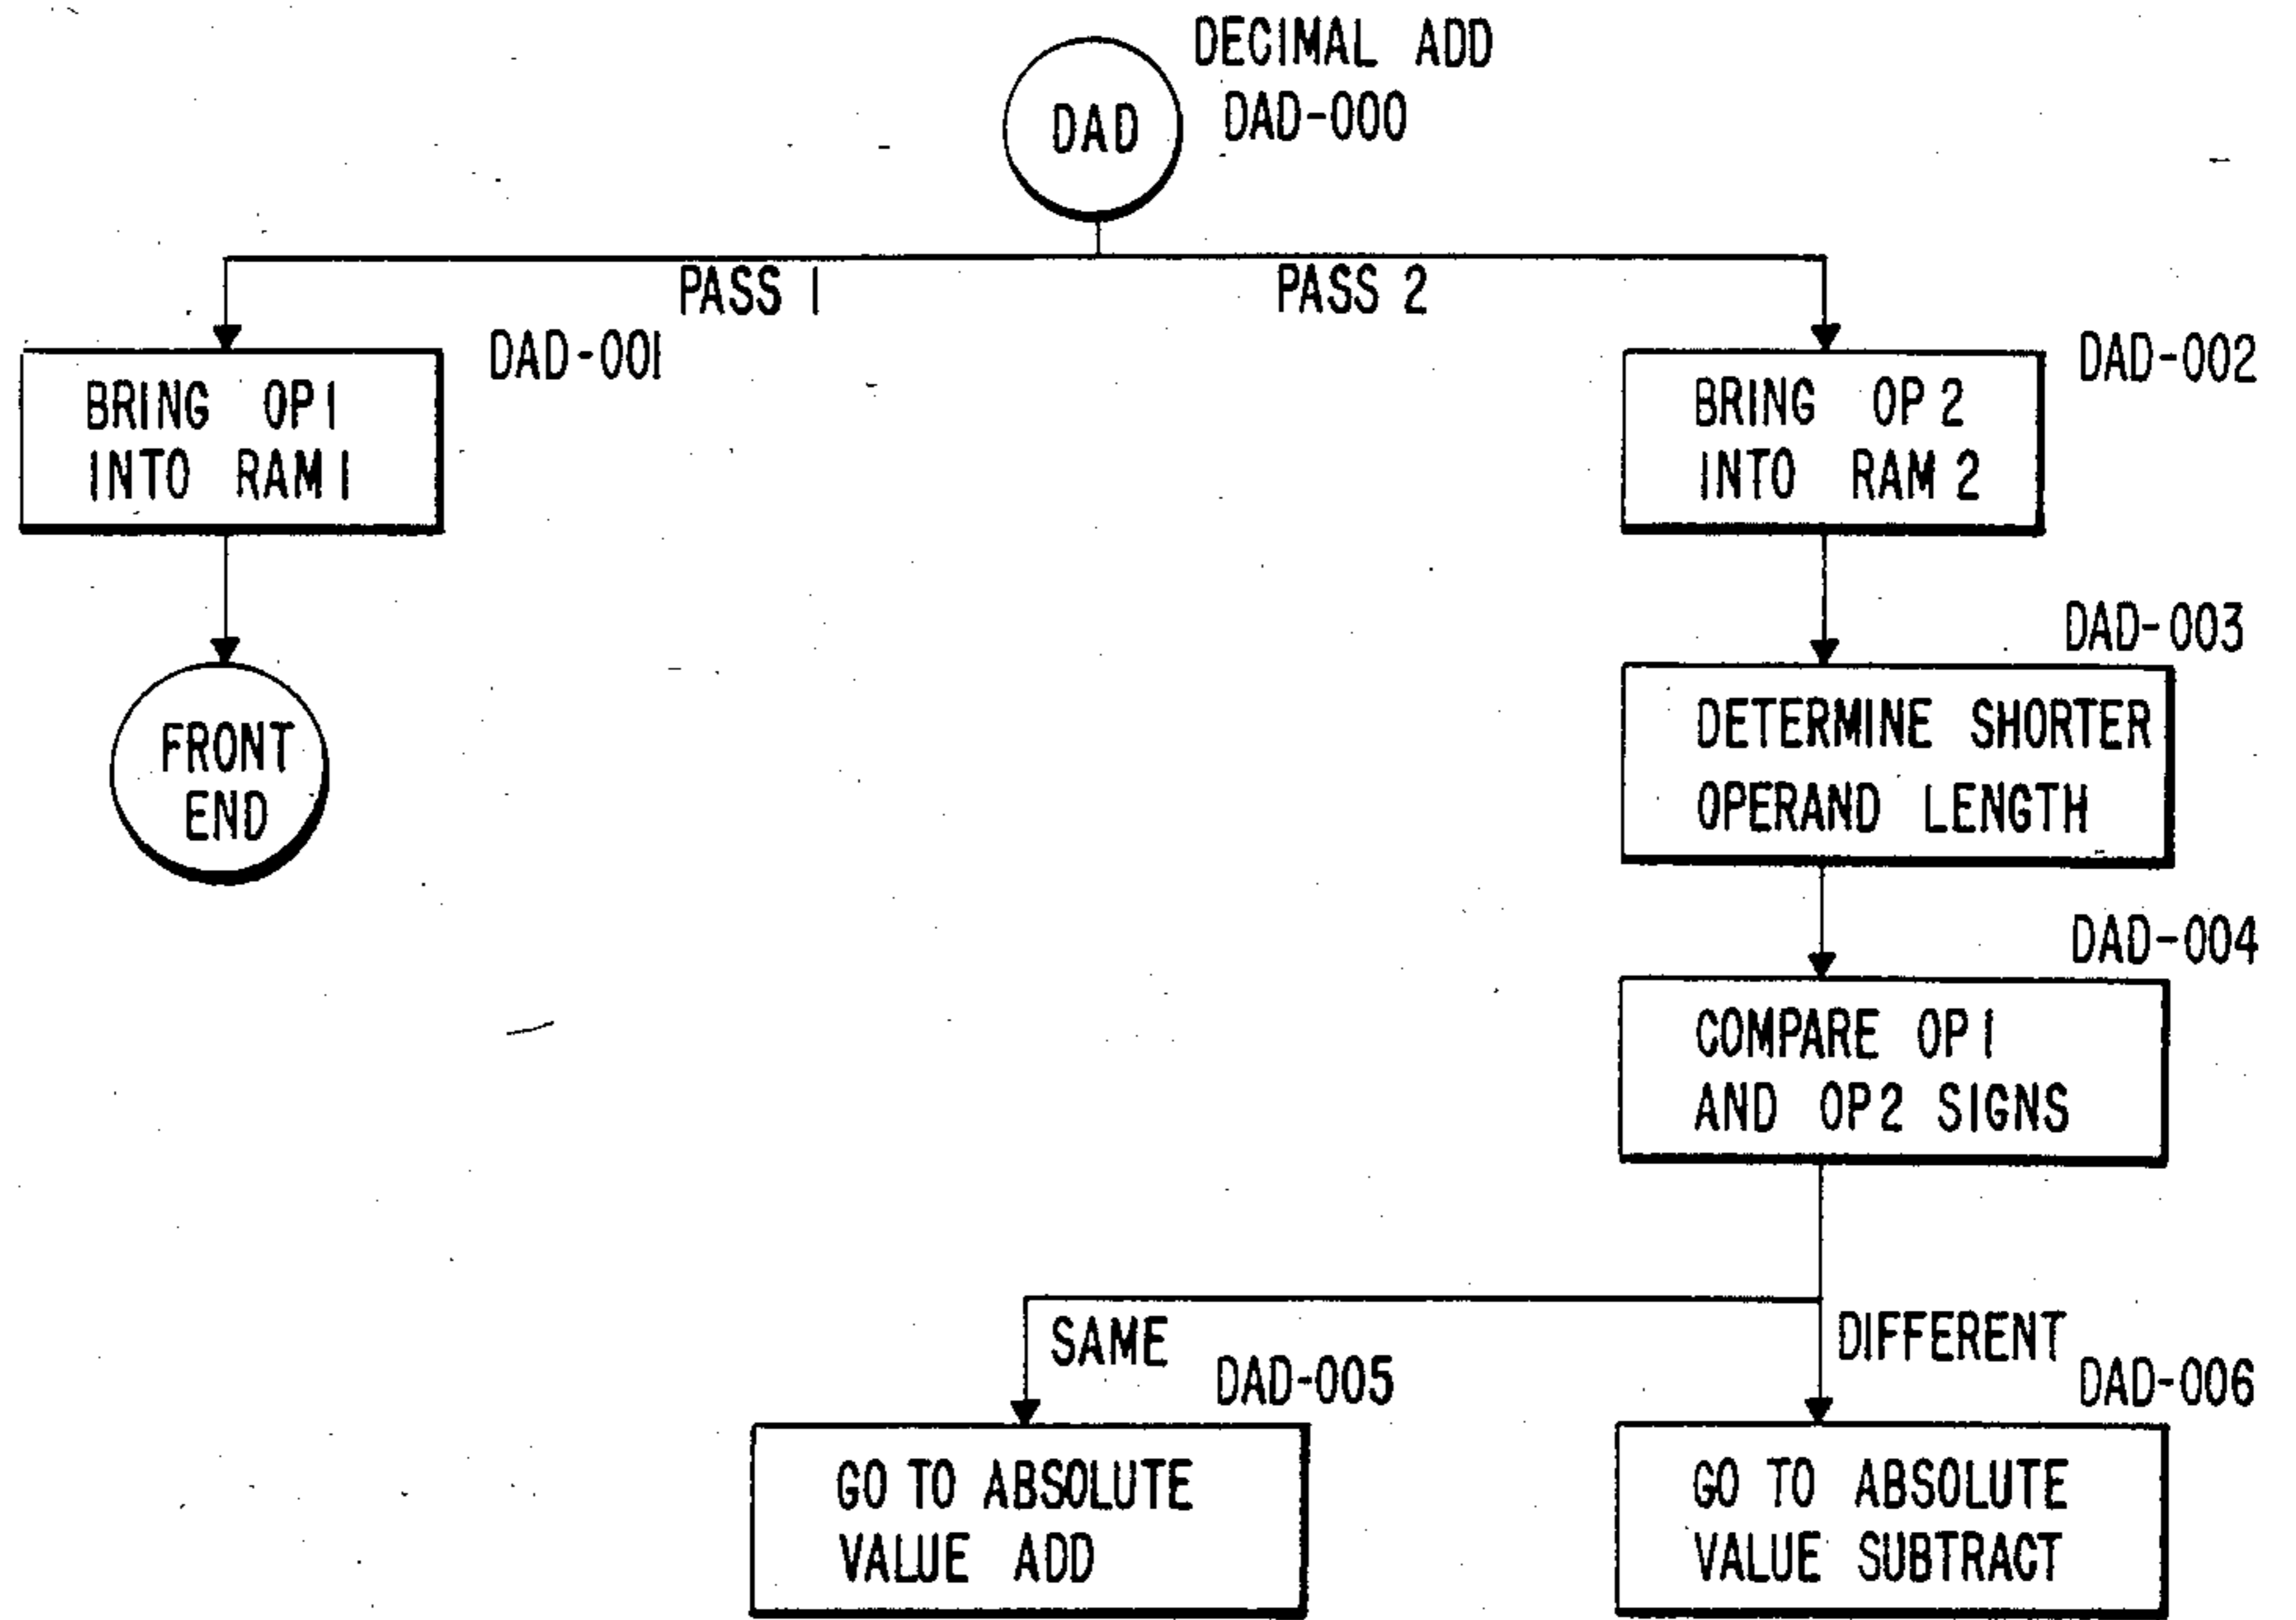 DECIMAL ADD
DAD-000
DAD
PASS 1
PASS 2
DAD-001
BRING OP1
INTO RAM1
FRONT
END
DAD-002
BRING OP2
INTO RAM 2
DAD-003
DETERMINE SHORTER
OPERAND LENGTH
DAD-004
COMPARE OP1
AND OP2 SIGNS
SAME
DIFFERENT
DAD-005
GO TO ABSOLUTE
VALUE ADD
DAD-006
GO TO ABSOLUTE
VALUE SUBTRACT